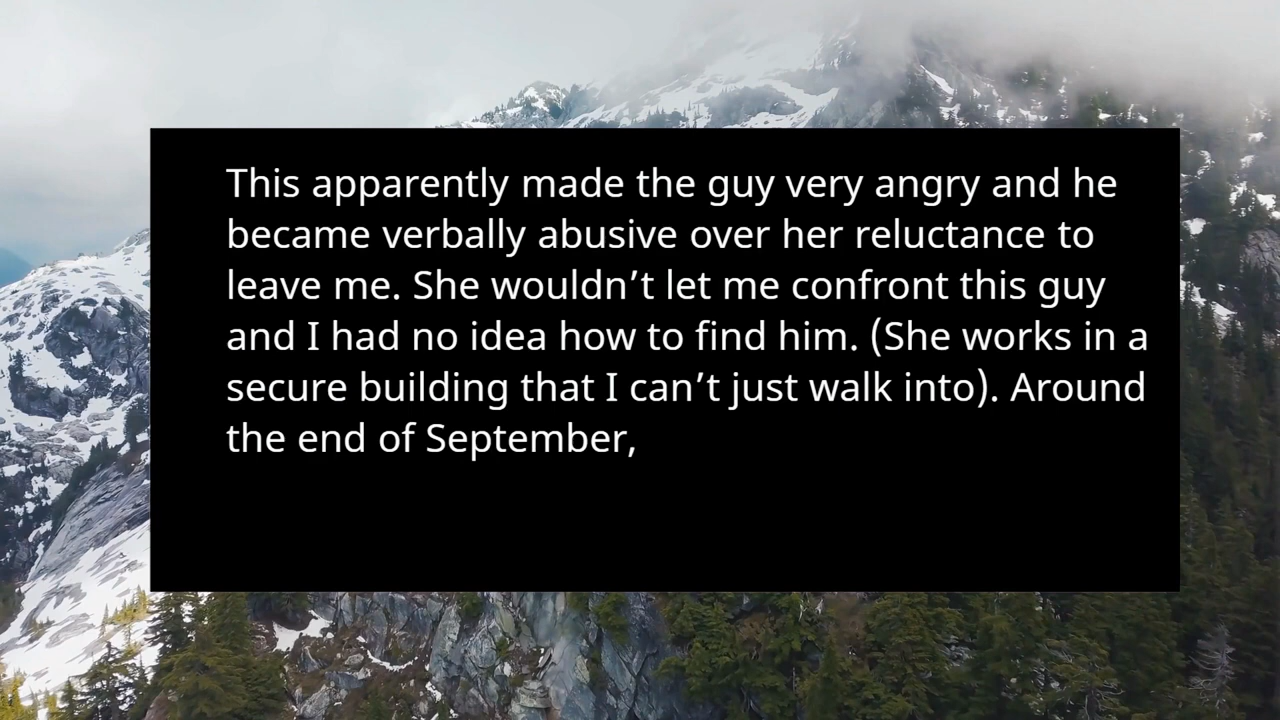 This apparently made the guy very angry and he
became verbally abusive over her reluctance to
leave me. She wouldn’t let me confront this guy
and I had no idea how to find him. (She works in a
secure building that I can’t just walk into). Around
the end of September,